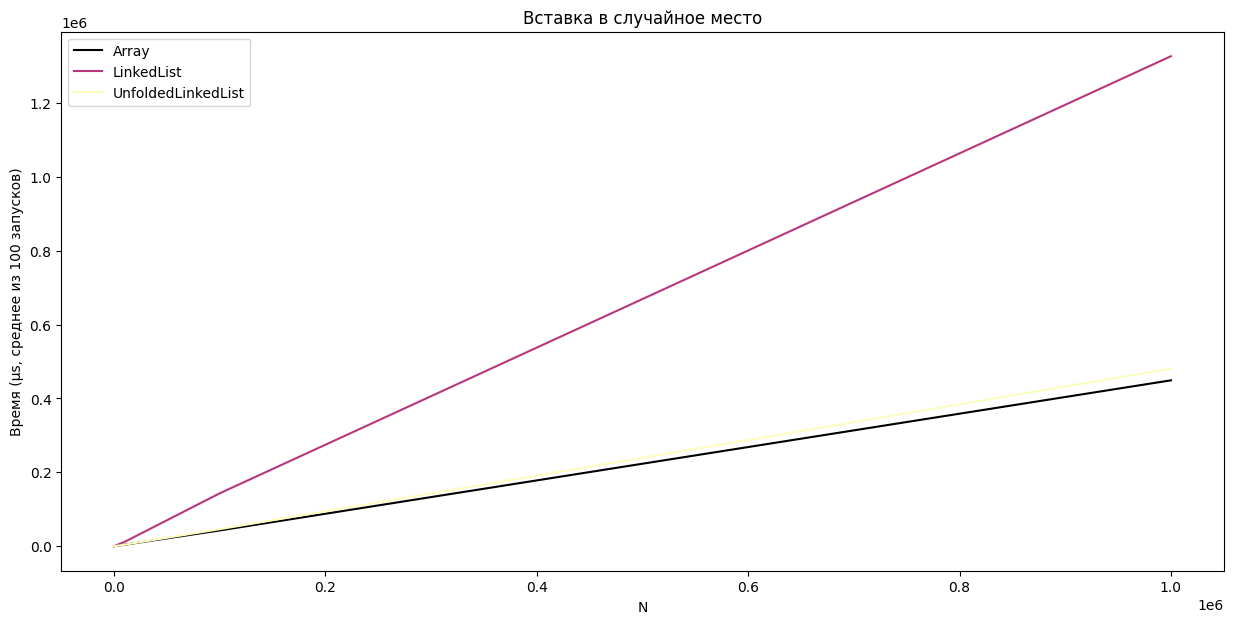 Вставка в случайное место
1e6
Array
LinkedList
UnfoldedLinkedList
Время (µs, среднее из 100 запусков)
1.2
1.0
0.8
0.6
0.4
0.2
0.0
0.0 0.2 0.4 0.6 0.8 1.0
1e6
N